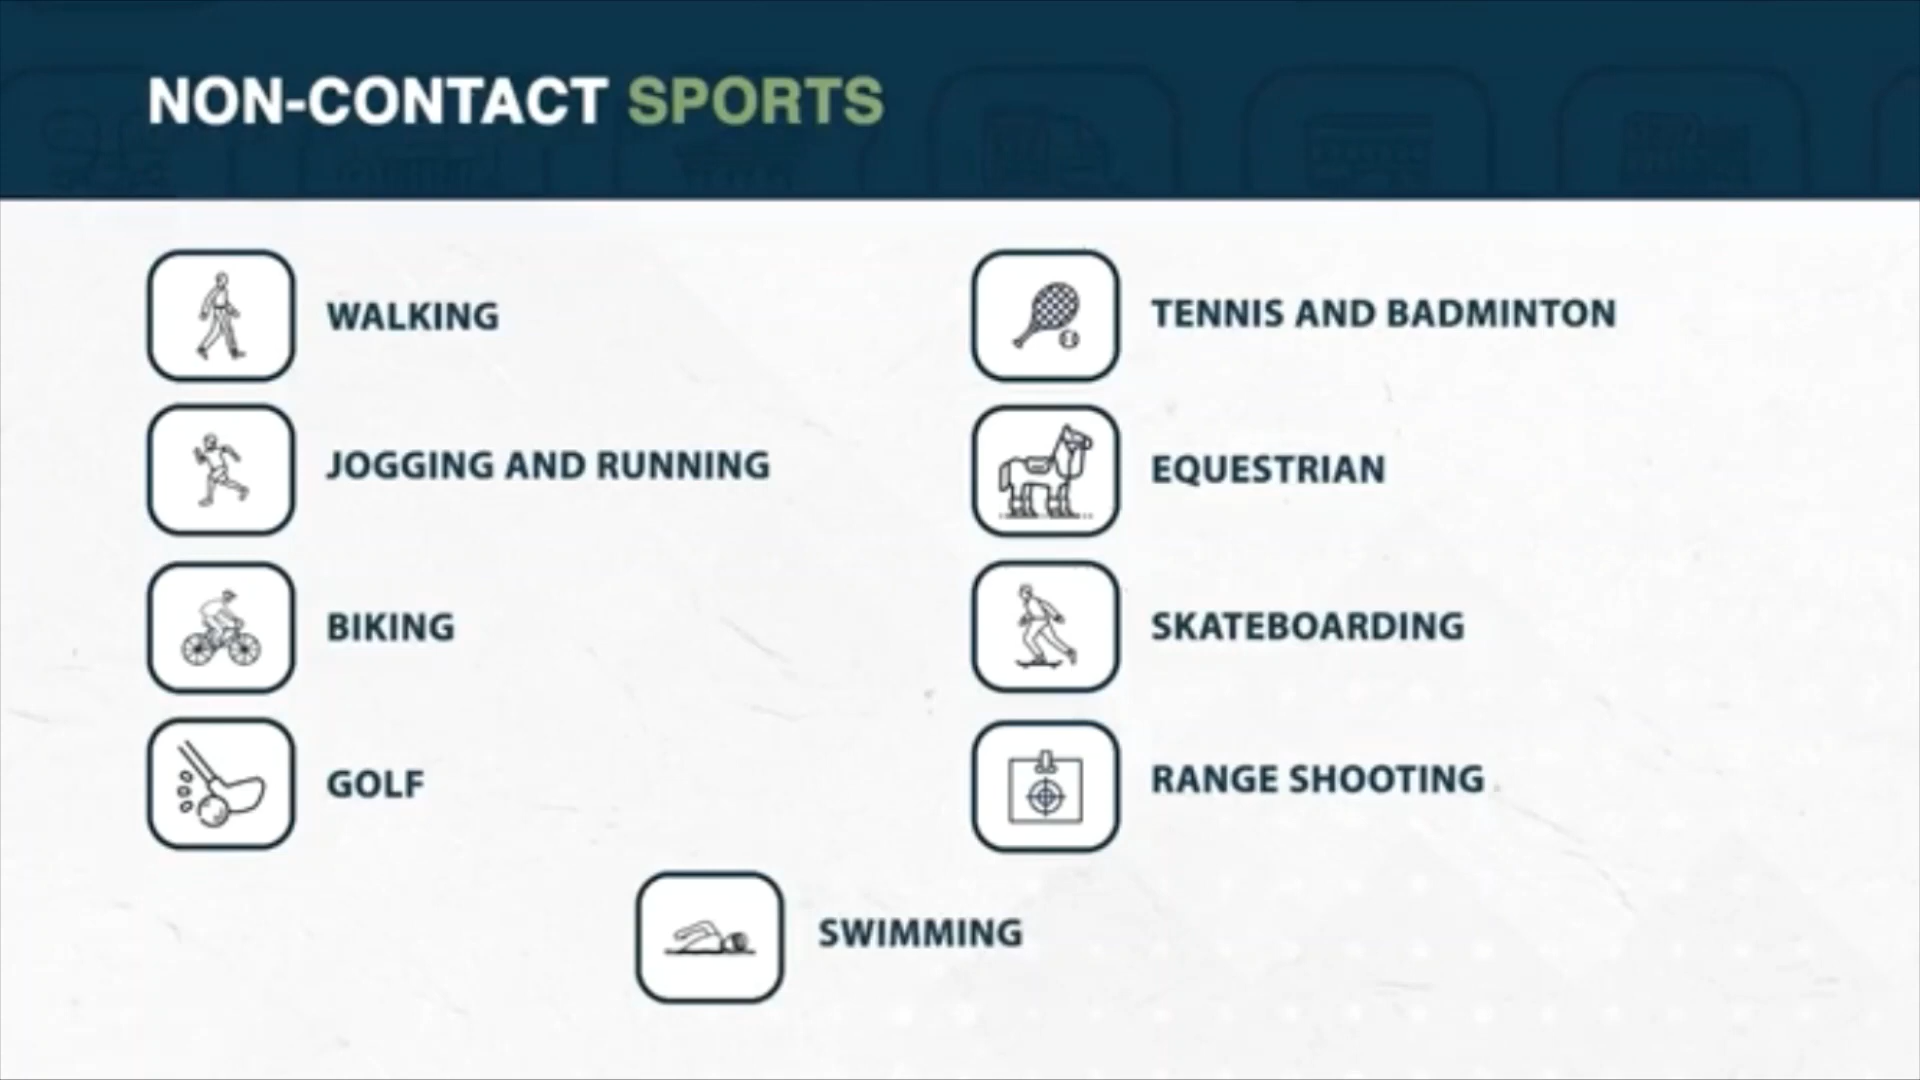 NON-CONTACT SPORTS
WALKING
JOGGING AND RUNNING
BIKING
GOLF
TENNIS AND BADMINTON
EQUESTRIAN
SKATEBOARDING
RANGE SHOOTING
SWIMMING